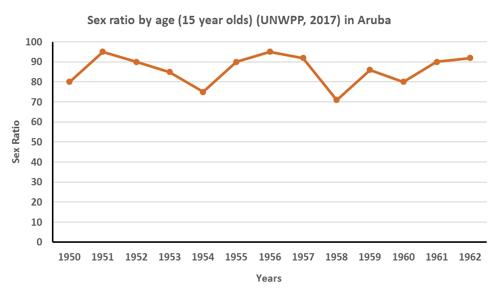 Sex ratio by age (15 year olds) (UNWPP, 2017) in Aruba
100
90
80
70
60
50
40
30
20
10
0
Sex Ratio
1950 1951 1952 1953 1954 1955 1956 1957 1958 1959 1960 1961 1962
Years